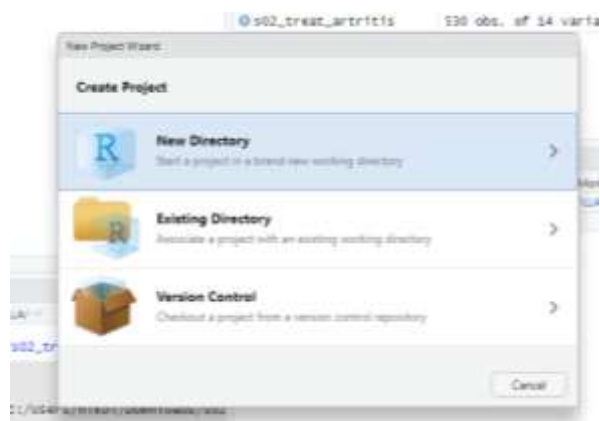 s02_treat_artritis 530 obs. of 14 varia
New Project Wizard
Create Project
R
New Directory
Start a project in a brand new working directory
Existing Directory
Associate a project with an existing working directory
R
Version Control
Checkout a project from a version control repository
s02_tr
Cancel